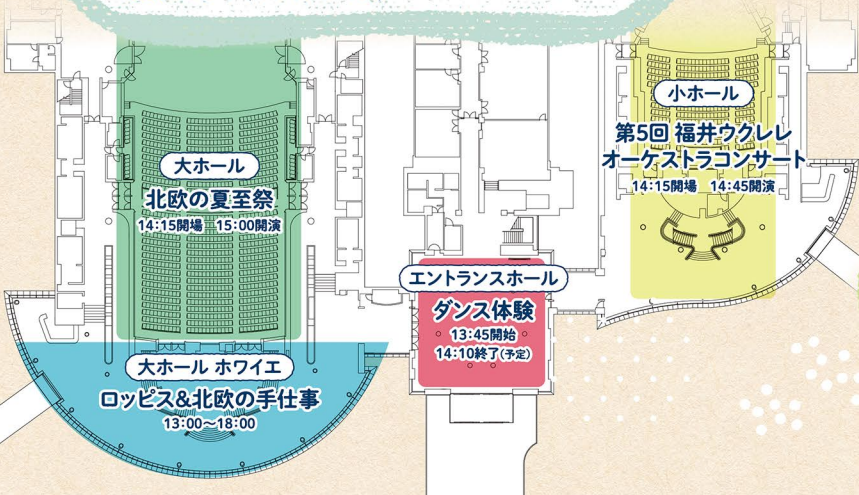 小ホール
第5回 福井ウクレレ
オーケストラコンサート
14:15開場 14:45開演
大ホール
北欧の夏至祭
14:15開場 15:00開演
エントランスホール
ダンス体験
13:45開始
14:10終了(予定)
大ホール ホワイエ
ロッピス&北欧の手仕事
13:00〜18:00